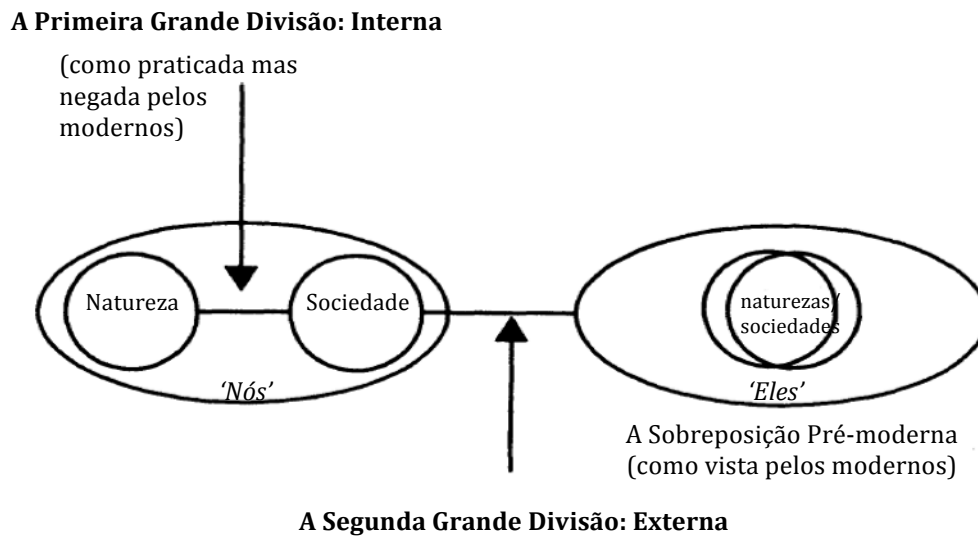 A Primeira Grande Divisão: Interna
(como praticada mas
negada pelos
modernos)
Natureza
Sociedade
naturezas/
sociedades
‘Nós’
‘Eles’
A Sobreposição Pré-moderna
(como vista pelos modernos)
A Segunda Grande Divisão: Externa